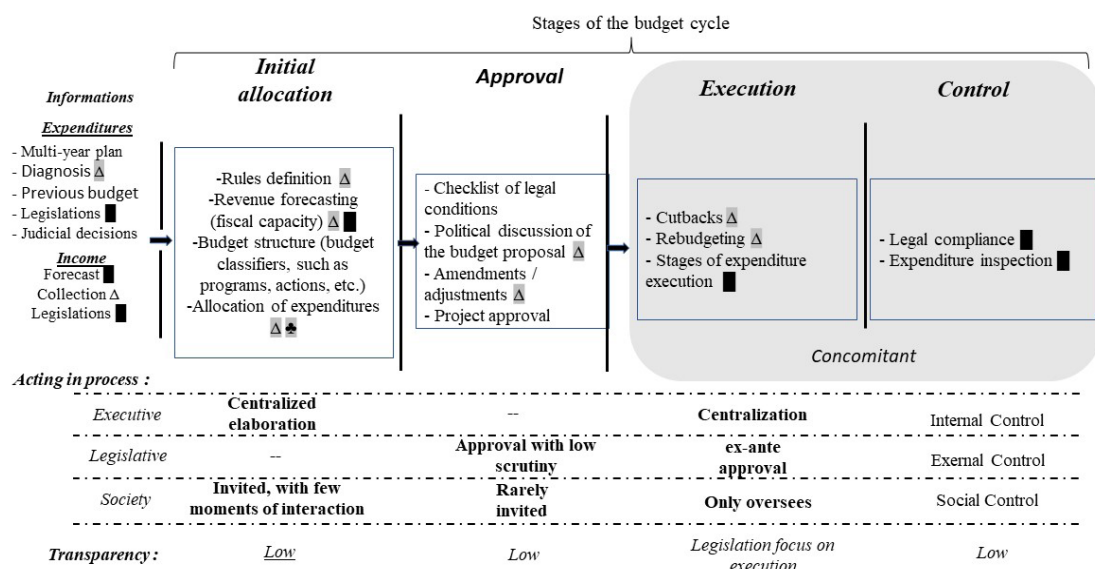 Stages of the budget cycle
Informations
Expenditures
- Multi-year plan
- Diagnosis Δ
- Previous budget
- Legislations █
- Judicial decisions
Income
Forecast █
Collection Δ
Legislations █
Initial
allocation
-Rules definition Δ
-Revenue forecasting
(fiscal capacity) Δ █
-Budget structure (budget
classifiers, such as
programs, actions, etc.)
-Allocation of expenditures
Δ ♣
Approval
- Checklist of legal
conditions
- Political discussion of
the budget proposal Δ
- Amendments /
adjustments Δ
- Project approval
Execution
- Cutbacks Δ
- Rebudgeting Δ
- Stages of expenditure
execution █
Control
- Legal compliance █
- Expenditure inspection █
Concomitant
Acting in process :
Executive
Centralized
elaboration
--
Centralization
Internal Control
Legislative
--
Approval with low
scrutiny
ex-ante
approval
Exernal Control
Society
Invited, with few
moments of interaction
Rarely
invited
Only oversees
Social Control
Transparency :
Low
Low
Legislation focus on
execution
Low